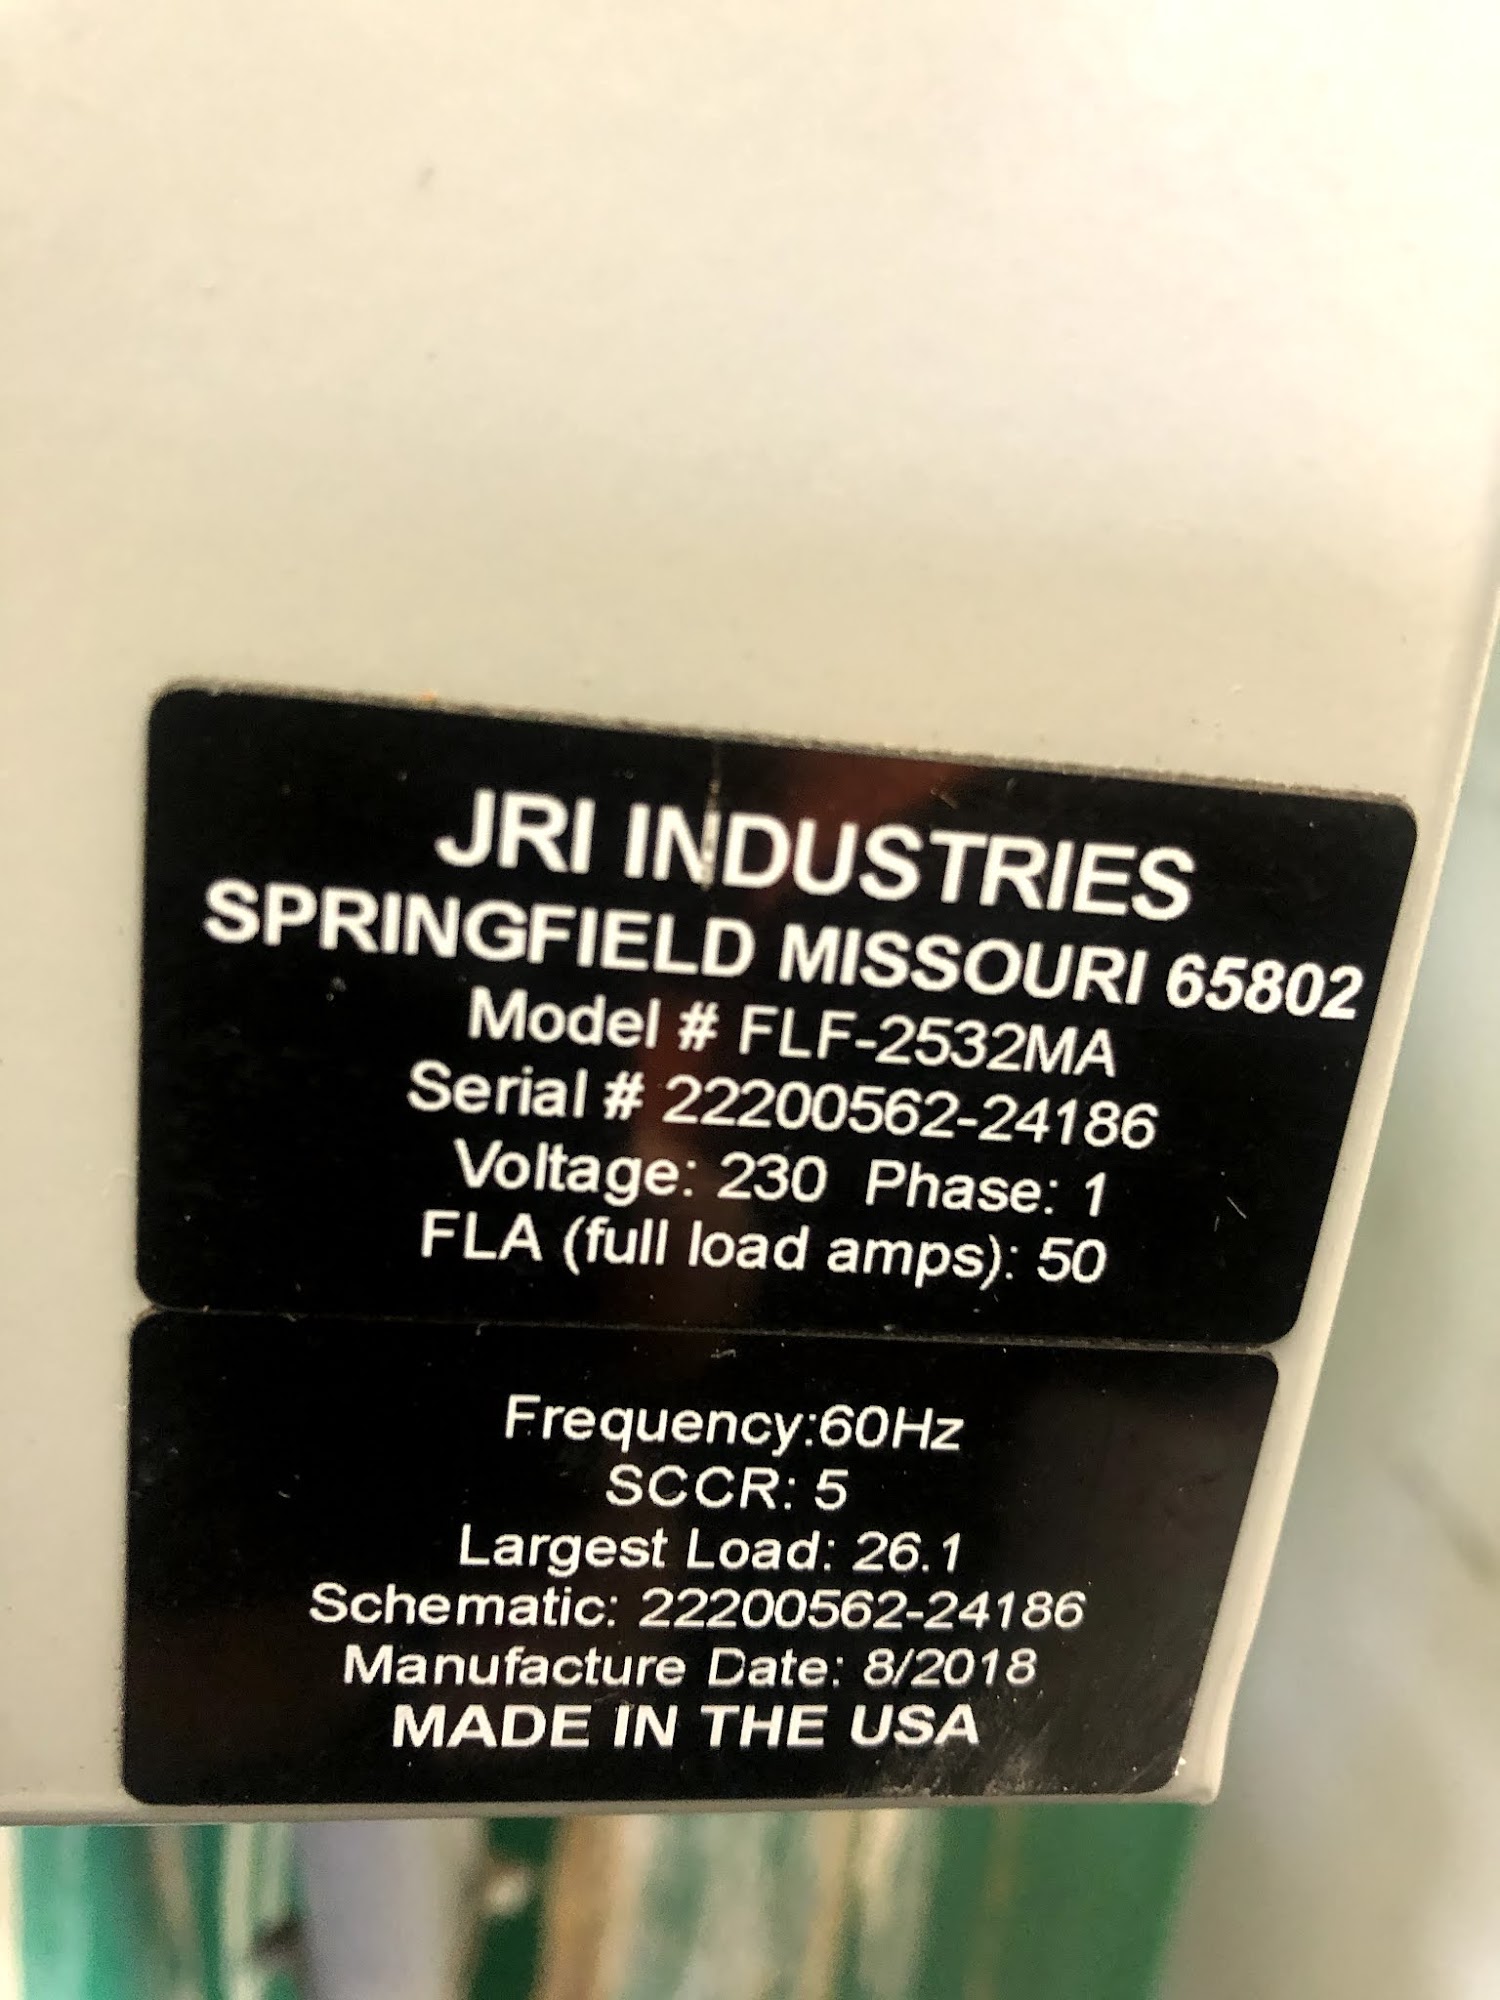 JRI INDUSTRIES
SPRINGFIELD MISSOURI 65802
Model # FLF-2532MA
Serial # 22200562-24186
Voltage: 230 Phase: 1
FLA (full load amps): 50
Frequency:60Hz
SCCR: 5
Largest Load: 26.1
Schematic: 22200562-24186
Manufacture Date: 8/2018
MADE IN THE USA